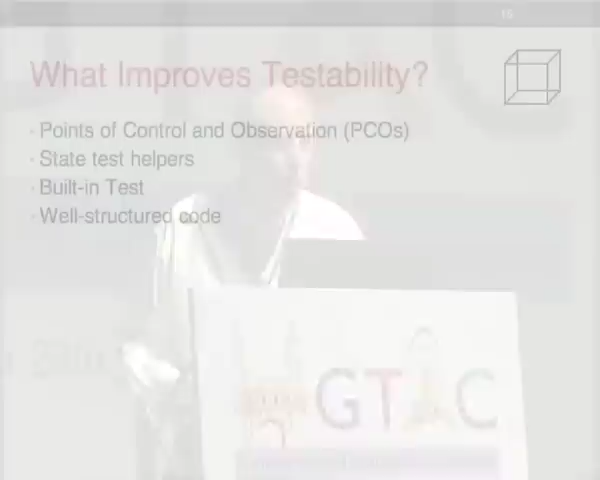 16
What Improves Testability?
· Points of Control and Observation (PCOs)
· State test helpers
· Built-in Test
· Well-structured code
GTAC